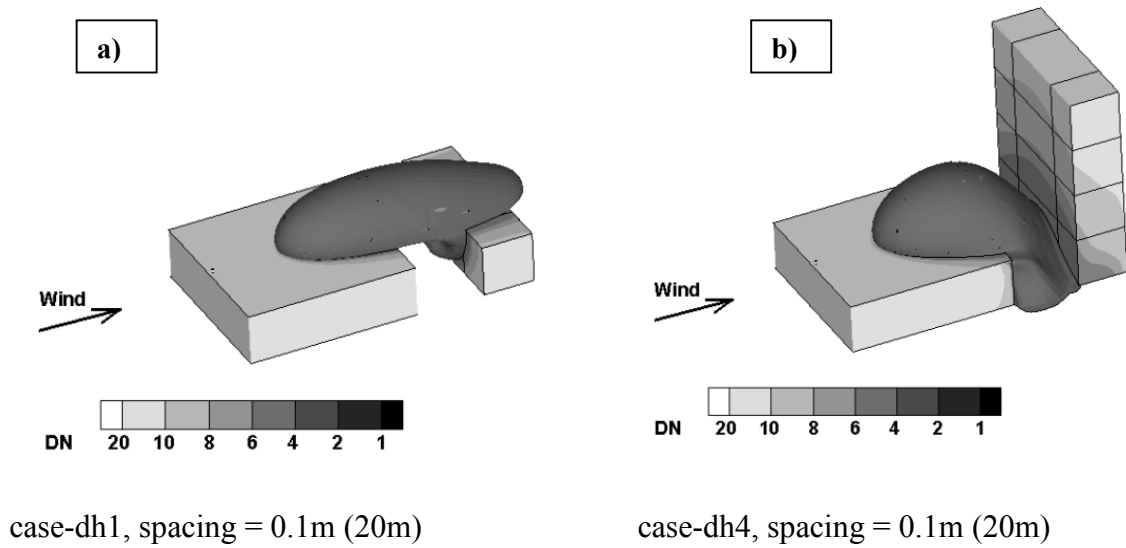 a)
Wind
DN 20 10 8 6 4 2 1
case-dh1, spacing = 0.1m (20m)
b)
Wind
DN 20 10 8 6 4 2 1
case-dh4, spacing = 0.1m (20m)